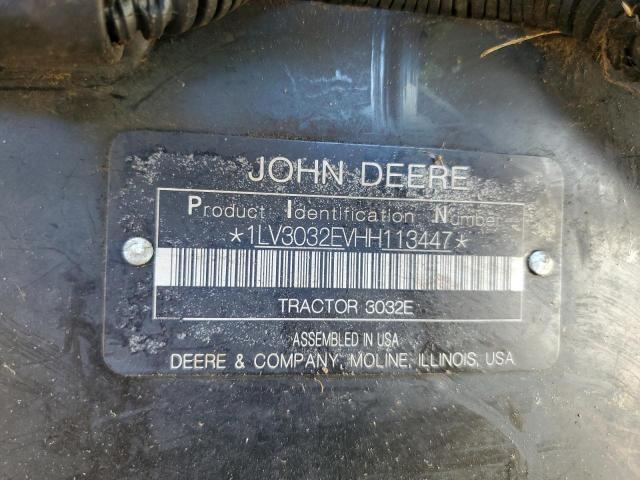 JOHN DEERE
Product Identification Number
*1LV3032EVHH113447*
TRACTOR 3032E
ASSEMBLED IN USA
DEERE & COMPANY MOLINE, ILLINOIS, USA